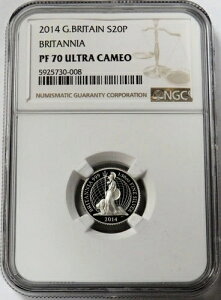 2014 G.BRITAIN S20P
BRITANNIA
PF 70 ULTRA CAMEO
5925730-008
NUMISMATIC GUARANTY CORPORATION
NGC
2014